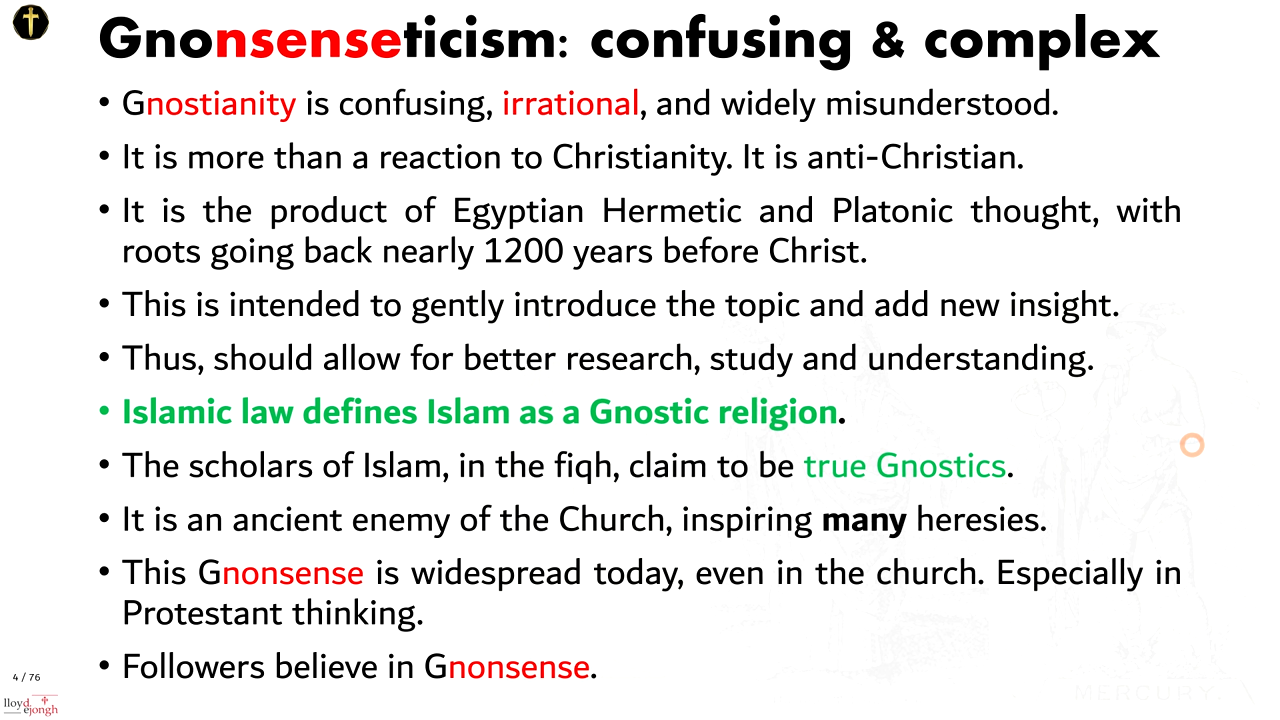 Gnonsenseticism: confusing & complex
• Gnostianity is confusing, irrational, and widely misunderstood.
• It is more than a reaction to Christianity. It is anti-Christian.
• It is the product of Egyptian Hermetic and Platonic thought, with
roots going back nearly 1200 years before Christ.
• This is intended to gently introduce the topic and add new insight.
• Thus, should allow for better research, study and understanding.
• Islamic law defines Islam as a Gnostic religion.
• The scholars of Islam, in the fiqh, claim to be true Gnostics.
• It is an ancient enemy of the Church, inspiring many heresies.
• This Gnonsense is widespread today, even in the church. Especially in
Protestant thinking.
• Followers believe in Gnonsense.
4 / 76
lloyd
dejongh
MERCURY.